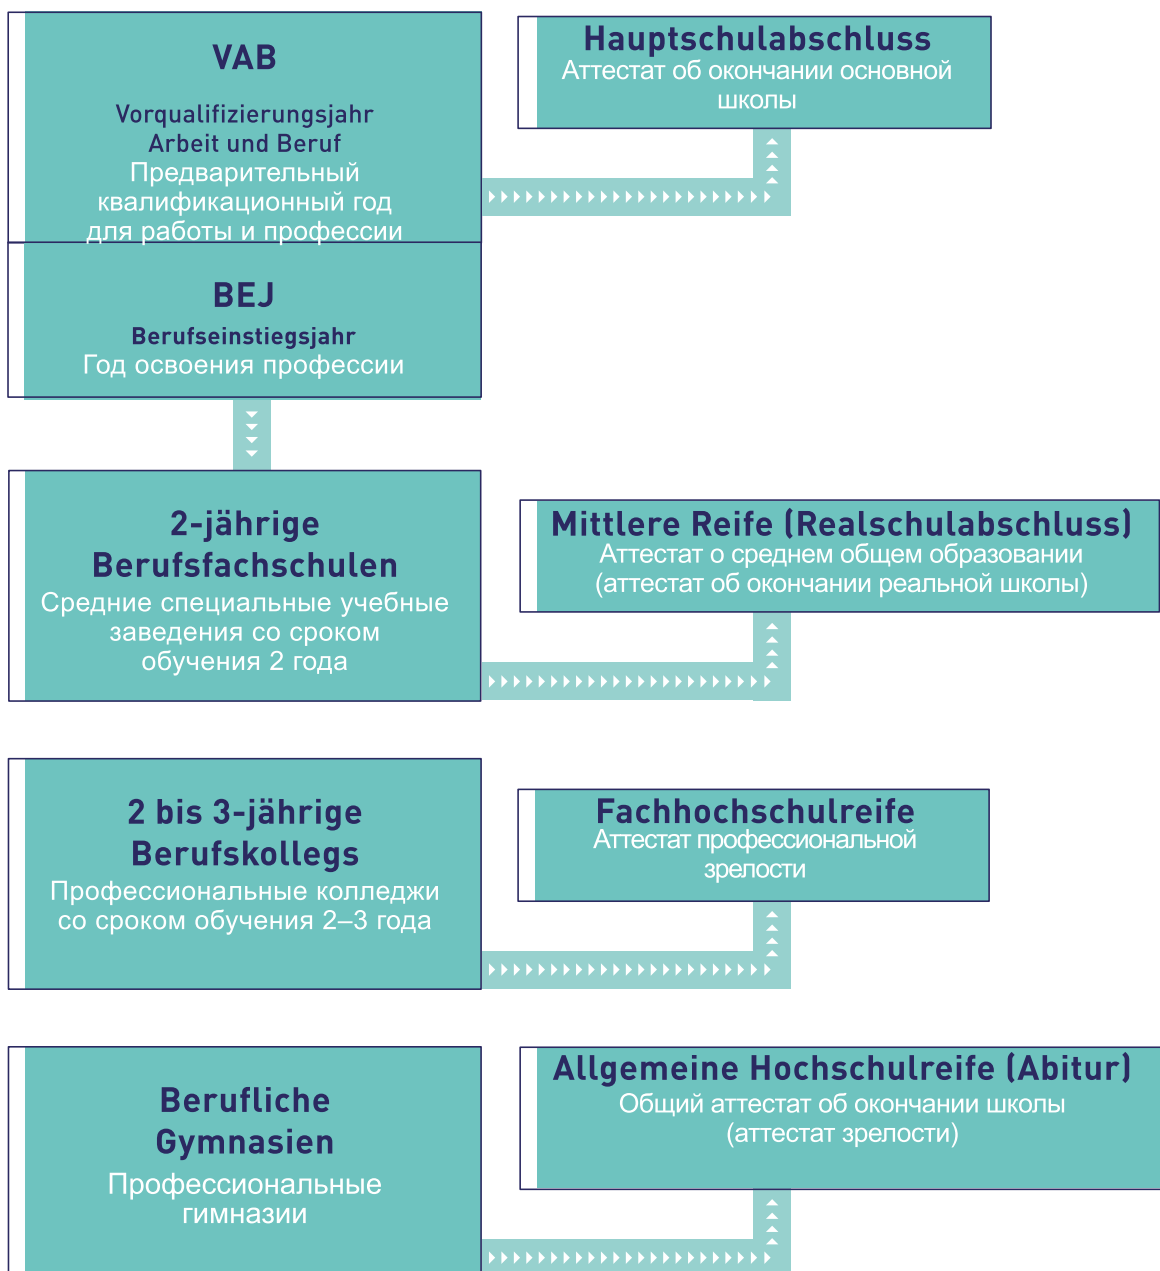 VAB
Vorqualifizierungsjahr
Arbeit und Beruf
Предварительный
квалификационный год
для работы и профессии
Hauptschulabschluss
Аттестат об окончании основной
школы
BEJ
Berufseinstiegsjahr
Год освоения профессии
2-jährige
Berufsfachschulen
Средние специальные учебные
заведения со сроком
обучения 2 года
Mittlere Reife (Realschulabschluss)
Аттестат о среднем общем образовании
(аттестат об окончании реальной школы)
2 bis 3-jährige
Berufskollegs
Профессиональные колледжи
со сроком обучения 2–3 года
Fachhochschulreife
Аттестат профессиональной
зрелости
Berufliche
Gymnasien
Профессиональные
гимназии
Allgemeine Hochschulreife (Abitur)
Общий аттестат об окончании школы
(аттестат зрелости)